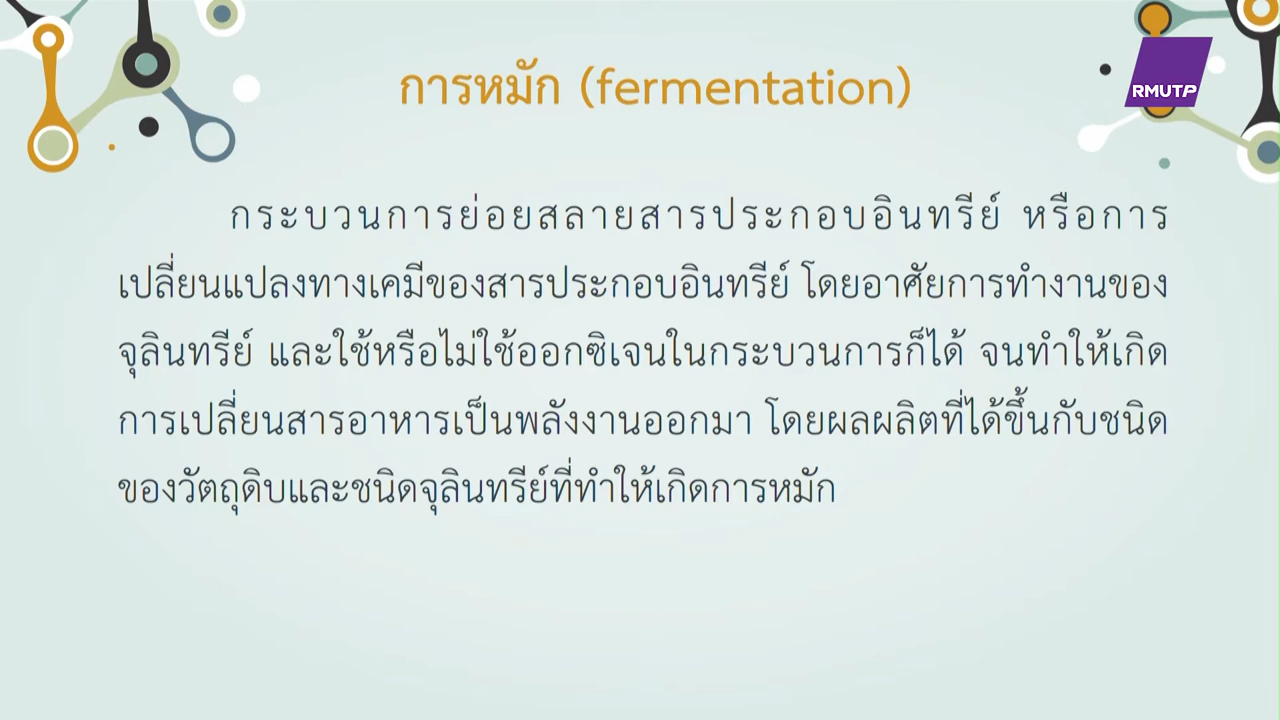 การหมัก (fermentation)
RMUTP
กระบวนการย่อยสลายสารประกอบอินทรีย์ หรือการ
เปลี่ยนแปลงทางเคมีของสารประกอบอินทรีย์ โดยอาศัยการทำงานของ
จุลินทรีย์ และใช้หรือไม่ใช้ออกซิเจนในกระบวนการก็ได้ จนทำให้เกิด
การเปลี่ยนสารอาหารเป็นพลังงานออกมา โดยผลผลิตที่ได้ขึ้นกับชนิด
ของวัตถุดิบและชนิดจุลินทรีย์ที่ทำให้เกิดการหมัก